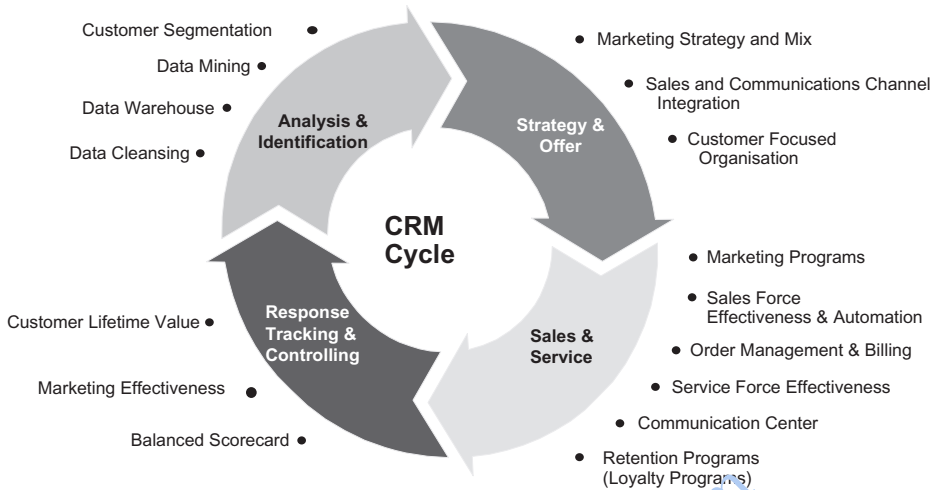 Customer Segmentation
Data Mining
Data Warehouse
Data Cleansing
Analysis &
Identification
Strategy &
Offer
Marketing Strategy and Mix
Sales and Communications Channel
Integration
Customer Focused
Organisation
CRM
Cycle
Response
Tracking &
Controlling
Customer Lifetime Value
Marketing Effectiveness
Balanced Scorecard
Sales &
Service
Marketing Programs
Sales Force
Effectiveness & Automation
Order Management & Billing
Service Force Effectiveness
Communication Center
Retention Programs
(Loyalty Programs)